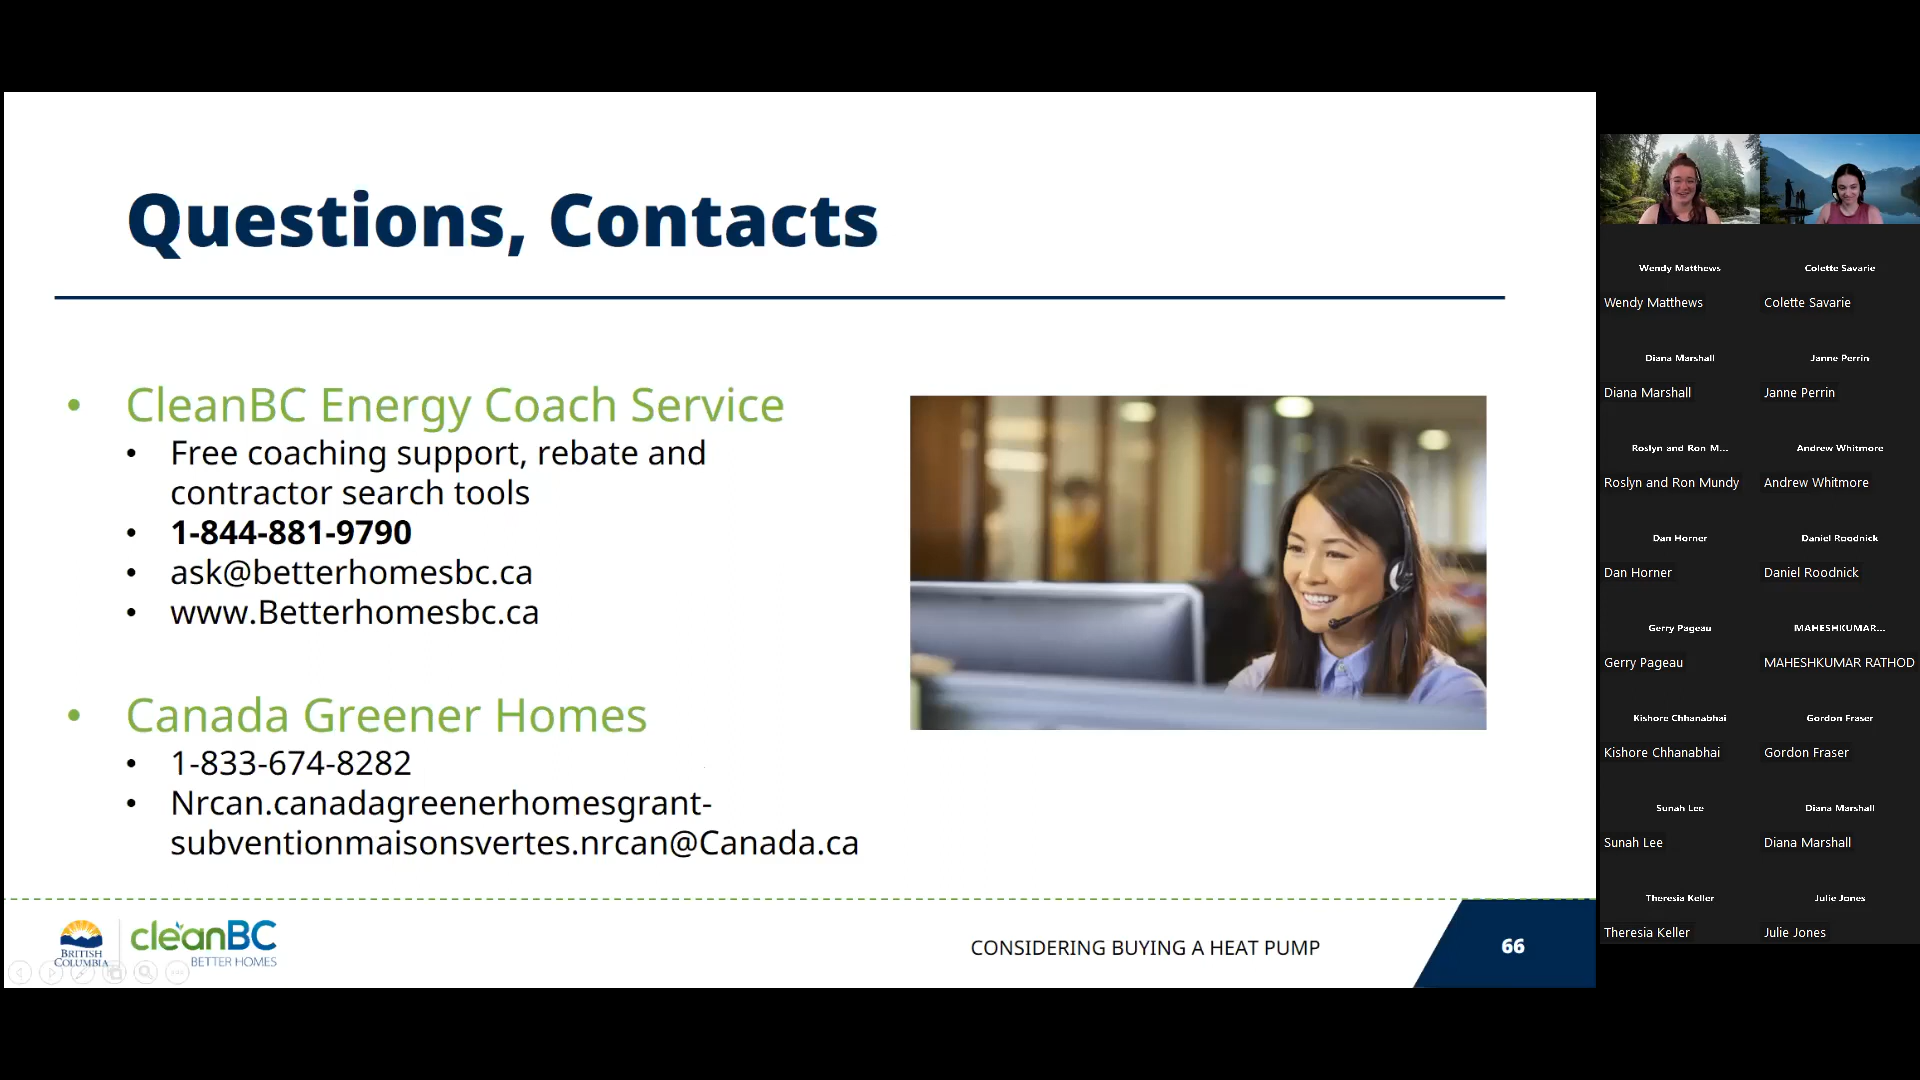 Questions, Contacts
• CleanBC Energy Coach Service
• Free coaching support, rebate and
contractor search tools
• 1-844-881-9790
• ask@betterhomesbc.ca
• www.Betterhomesbc.ca
• Canada Greener Homes
• 1-833-674-8282
• Nrcan.canadagreenerhomesgrant-
subventionmaisonsvertes.nrcan@Canada.ca
BRITISH
COLUMBIA
cleanBC
BETTER HOMES
CONSIDERING BUYING A HEAT PUMP
66
Wendy Matthews
Wendy Matthews
Colette Savarie
Colette Savarie
Diana Marshall
Diana Marshall
Janne Perrin
Janne Perrin
Roslyn and Ron M...
Roslyn and Ron Mundy
Andrew Whitmore
Andrew Whitmore
Dan Horner
Dan Horner
Daniel Roodnick
Daniel Roodnick
Gerry Pageau
Gerry Pageau
MAHESHKUMAR...
MAHESHKUMAR RATHOD
Kishore Chhanabhai
Kishore Chhanabhai
Gordon Fraser
Gordon Fraser
Sunah Lee
Sunah Lee
Diana Marshall
Diana Marshall
Theresia Keller
Theresia Keller
Julie Jones
Julie Jones